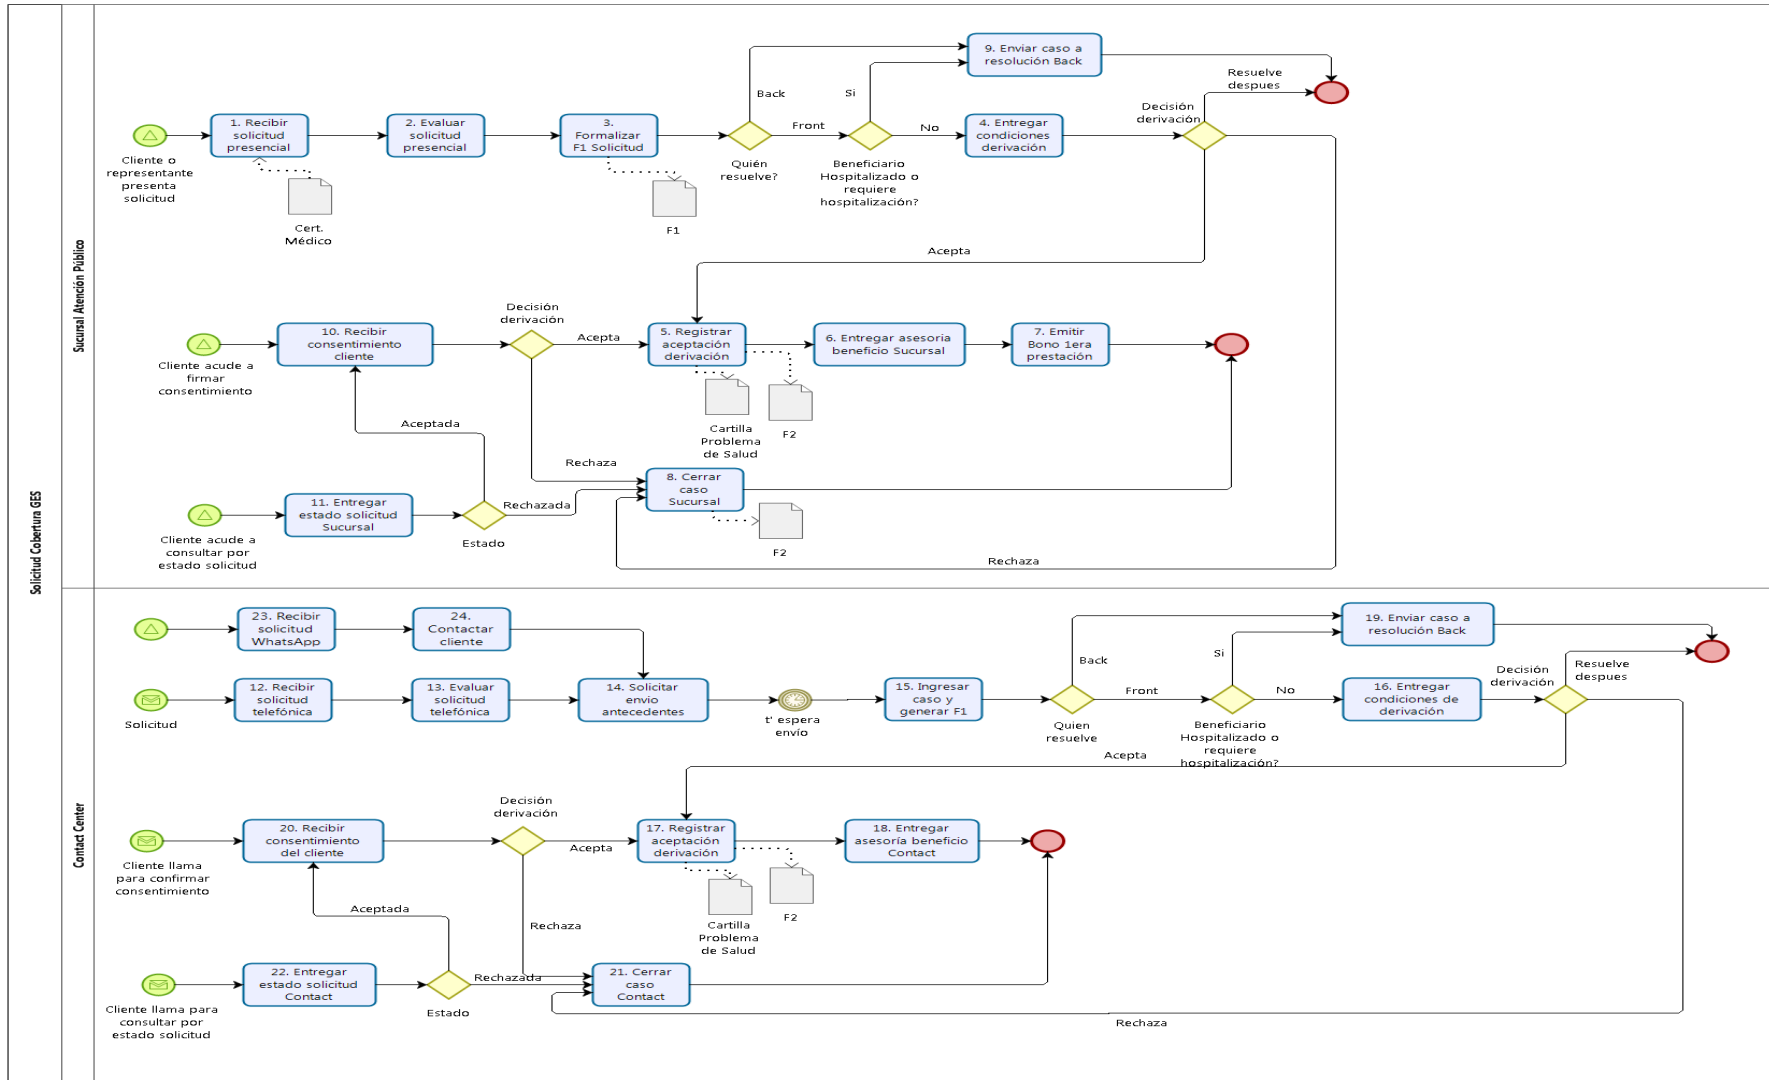 Solicitud Cobertura GES
Sucursal Atención Público
9. Enviar caso a
resolución Back
Resuelve
despues
Back
Si
Decisión
derivación
1. Recibir
solicitud
presencial
2. Evaluar
solicitud
presencial
3.
Formalizar
F1 Solicitud
Front
No
4. Entregar
condiciones
derivación
Cliente o
representante
presenta
solicitud
Quién
resuelve?
Beneficiario
Hospitalizado o
requiere
hospitalización?
Cert.
Médico
F1
Acepta
Decisión
derivación
10. Recibir
consentimiento
cliente
Acepta
5. Registrar
aceptación
derivación
6. Entregar asesoria
beneficio Sucursal
7. Emitir
Bono 1era
prestación
Cliente acude a
firmar
consentimiento
Aceptada
Cartilla
Problema
de Salud
F2
Rechaza
8. Cerrar
caso
Sucursal
11. Entregar
estado solicitud
Sucursal
Rechazada
Cliente acude a
consultar por
estado solicitud
Estado
F2
Rechaza
Contact Center
23. Recibir
solicitud
WhatsApp
24.
Contactar
cliente
19. Enviar caso a
resolución Back
Back
Si
Decisión
derivación
Resuelve
despues
12. Recibir
solicitud
telefónica
13. Evaluar
solicitud
telefónica
14. Solicitar
envio
antecedentes
15. Ingresar
caso y
generar F1
Front
No
16. Entregar
condiciones de
derivación
Solicitud
t' espera
envío
Quien
resuelve
Beneficiario
Hospitalizado o
requiere
hospitalización?
Acepta
Decisión
derivación
20. Recibir
consentimiento
del cliente
Acepta
17. Registrar
aceptación
derivación
18. Entregar
asesoría beneficio
Contact
Cliente llama
para confirmar
consentimiento
Aceptada
Rechaza
Cartilla
Problema
de Salud
F2
22. Entregar
estado solicitud
Contact
Rechazada
21. Cerrar
caso
Contact
Cliente llama para
consultar por
estado solicitud
Estado
Rechaza